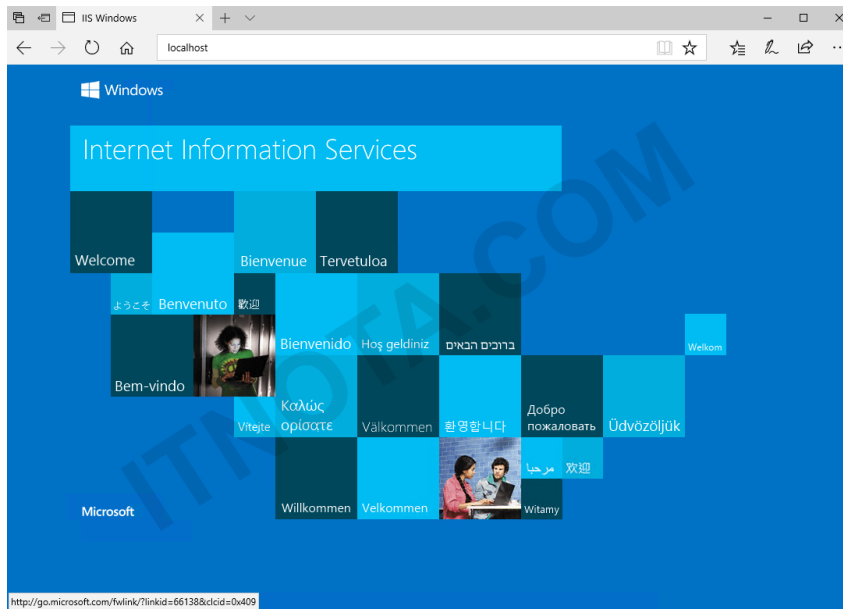 IIS Windows
localhost
Windows
Internet Information Services
Welcome
Bienvenue
Tervetuloa
ようこそ
Benvenuto
歡迎
Bienvenido
Hoş geldiniz
ברוכים הבאים
Welkom
Bem-vindo
Vítejte
Καλώς
ορίσατε
Välkommen
환영합니다
Добро
пожаловать
Üdvözöljük
مرحبا
欢迎
Willkommen
Velkommen
Witamy
Microsoft
ITNOTA.COM
http://go.microsoft.com/fwlink/?linkid=66138&clcid=0x409